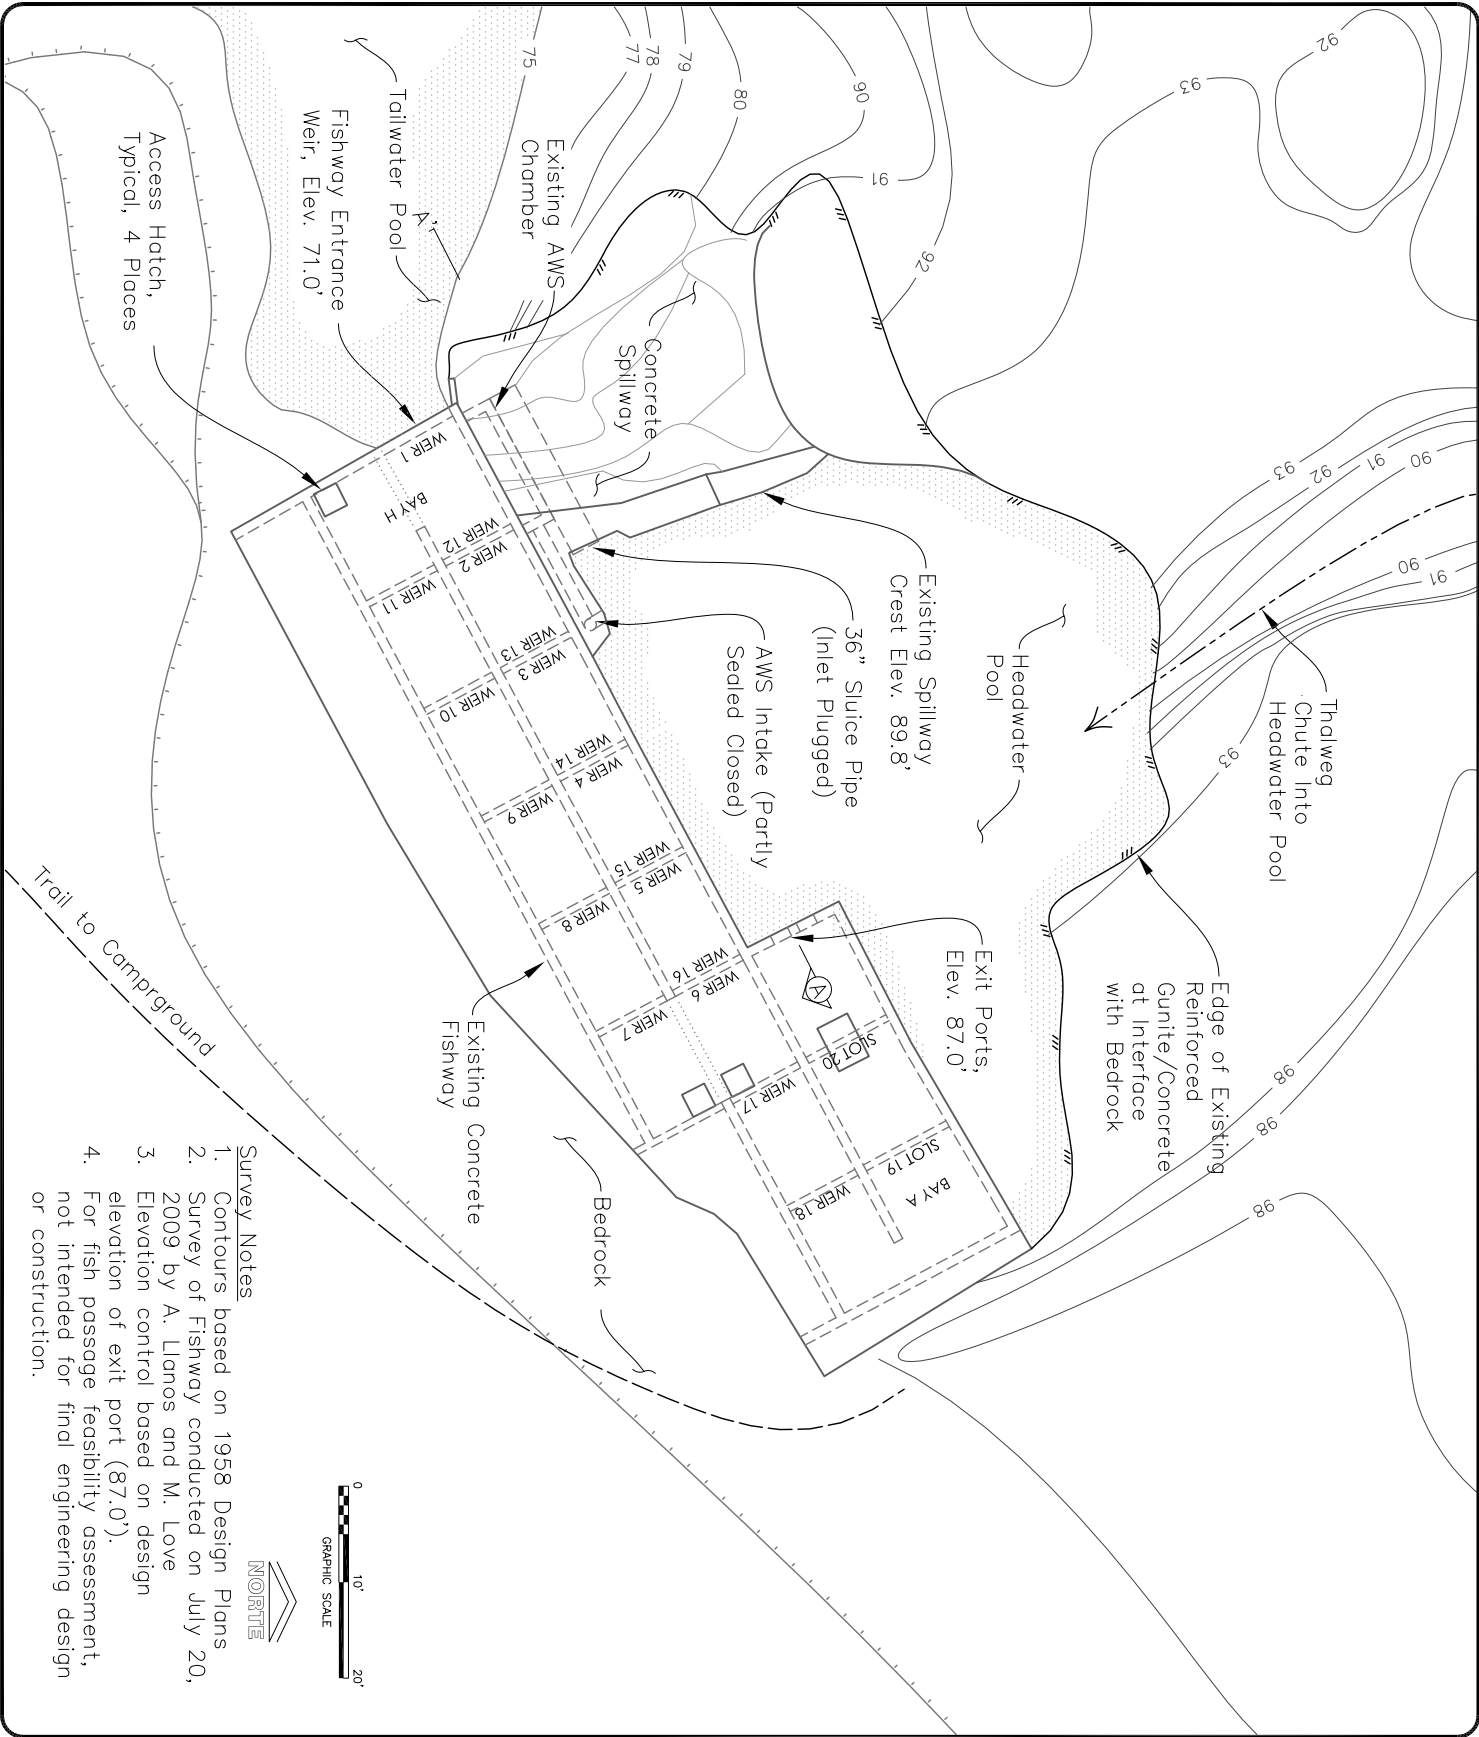 Thalweg
Chute Into
Headwater Pool
Edge of Existing
Reinforced
Gunite/Concrete
at Interface
with Bedrock
Headwater
Pool
Exit Ports,
Elev. 87.0'
Existing Spillway
Crest Elev. 89.8'
36" Sluice Pipe
(Inlet Plugged)
AWS Intake (Partly
Sealed Closed)
Concrete
Spillway
Existing AWS
Chamber
Tailwater Pool
A'
Fishway Entrance
Weir, Elev. 71.0'
Access Hatch,
Typical, 4 Places
Existing Concrete
Fishway
Bedrock
Trail to Camprground
A
WEIR 1
BAY H
WEIR 12
WEIR 2
WEIR 11
WEIR 13
WEIR 3
WEIR 10
WEIR 14
WEIR 4
WEIR 9
WEIR 15
WEIR 5
WEIR 8
WEIR 16
WEIR 6
WEIR 7
WEIR 17
SLOT 20
SLOT 19
WEIR 18
BAY A
75
77
78
79
80
90
91
92
93
92
93
92
91
90
90
91
93
98
98
98
0
10'
20'
GRAPHIC SCALE
NORTE
Survey Notes
1. Contours based on 1958 Design Plans
2. Survey of Fishway conducted on July 20,
2009 by A. Llanos and M. Love
3. Elevation control based on design
elevation of exit port (87.0').
4. For fish passage feasibility assessment,
not intended for final engineering design
or construction.